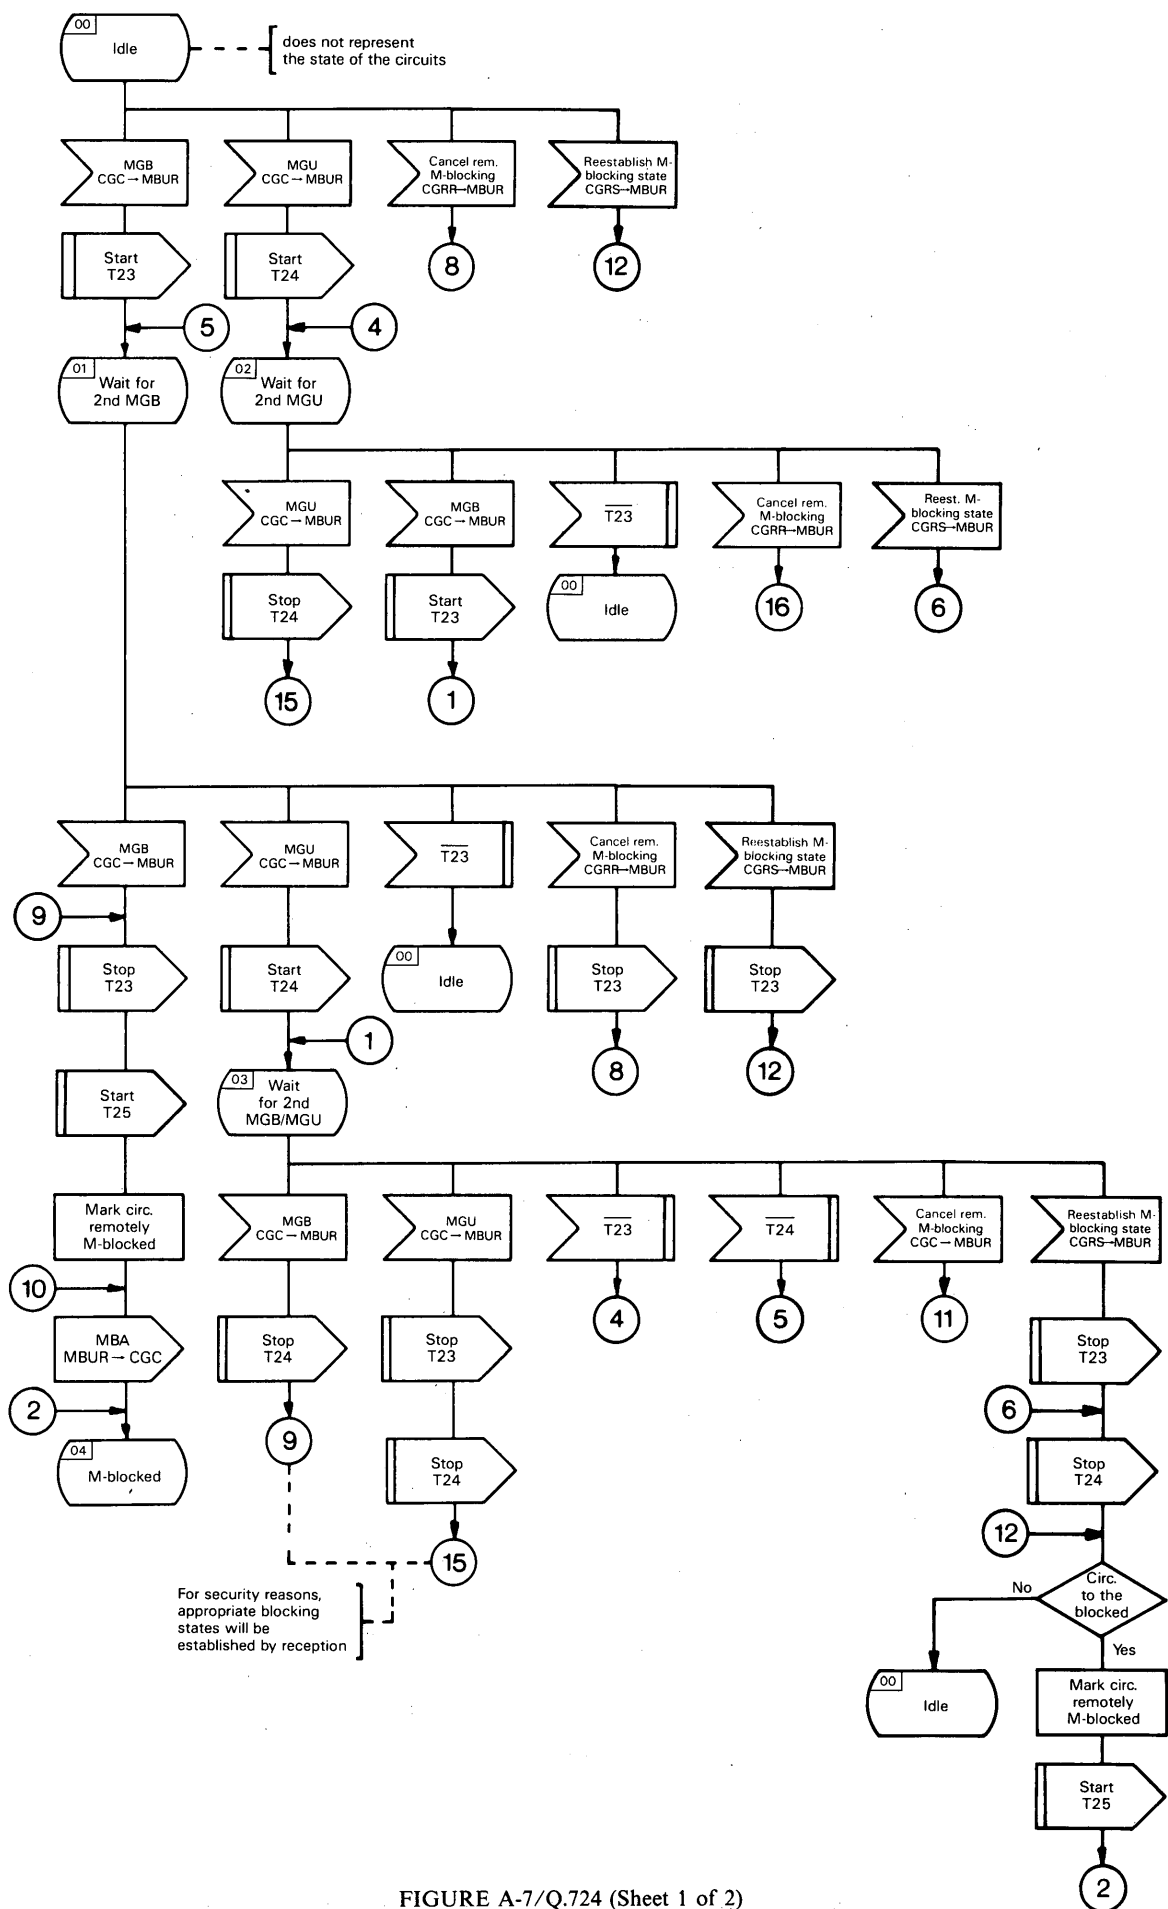 00
Idle
does not represent
the state of the circuits
MGB
CGC → MBUR
MGU
CGC → MBUR
Cancel rem.
M-blocking
CGRR→MBUR
Reestablish M-
blocking state
CGRS→MBUR
Start
T23
Start
T24
8
12
5
4
01
Wait for
2nd MGB
02
Wait for
2nd MGU
MGU
CGC → MBUR
MGB
CGC → MBUR
T23
Cancel rem.
M-blocking
CGRR→MBUR
Reest. M-
blocking state
CGRS→MBUR
Stop
T24
Start
T23
00
Idle
16
6
15
1
MGB
CGC → MBUR
MGU
CGC → MBUR
T23
Cancel rem.
M-blocking
CGRR→MBUR
Reestablish M-
blocking state
CGRS→MBUR
9
Stop
T23
Start
T24
00
Idle
Stop
T23
Stop
T23
1
8
12
Start
T25
03
Wait
for 2nd
MGB/MGU
Mark circ.
remotely
M-blocked
MGB
CGC → MBUR
MGU
CGC → MBUR
T23
T24
Cancel rem.
M-blocking
CGC → MBUR
Reestablish M-
blocking state
CGRS→MBUR
10
4
5
11
MBA
MBUR → CGC
Stop
T24
Stop
T23
Stop
T23
2
9
6
04
M-blocked
Stop
T24
Stop
T24
15
12
For security reasons,
appropriate blocking
states will be
established by reception
Circ.
to the
blocked
No
Yes
00
Idle
Mark circ.
remotely
M-blocked
Start
T25
2
FIGURE A-7/Q.724 (Sheet 1 of 2)